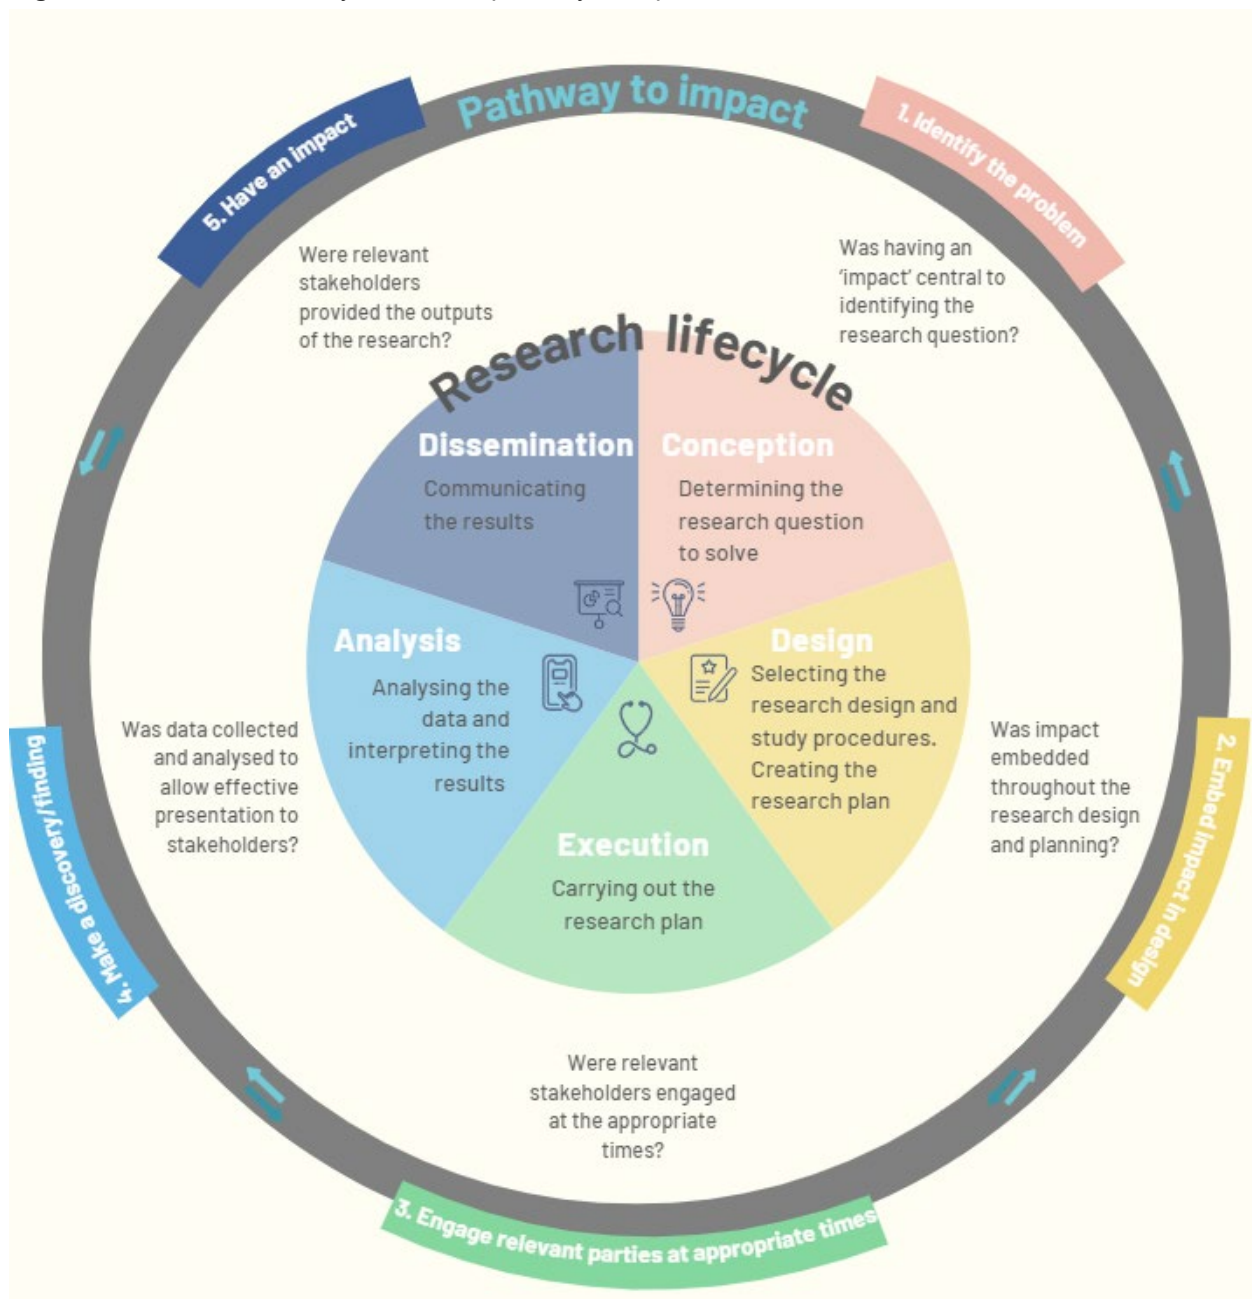 Pathway to impact
1. Identify the problem
Was having an
‘impact’ central to
identifying the
research question?
2. Embed impact in design
Was impact
embedded
throughout the
research design
and planning?
3. Engage relevant parties at appropriate times
Were relevant
stakeholders engaged
at the appropriate
times?
4. Make a discovery/finding
Was data collected
and analysed to
allow effective
presentation to
stakeholders?
5. Have an impact
Were relevant
stakeholders
provided the outputs
of the research?
Research lifecycle
Conception
Determining the
research question
to solve
Design
Selecting the
research design and
study procedures.
Creating the
research plan
Execution
Carrying out the
research plan
Analysis
Analysing the
data and
interpreting the
results
Dissemination
Communicating
the results